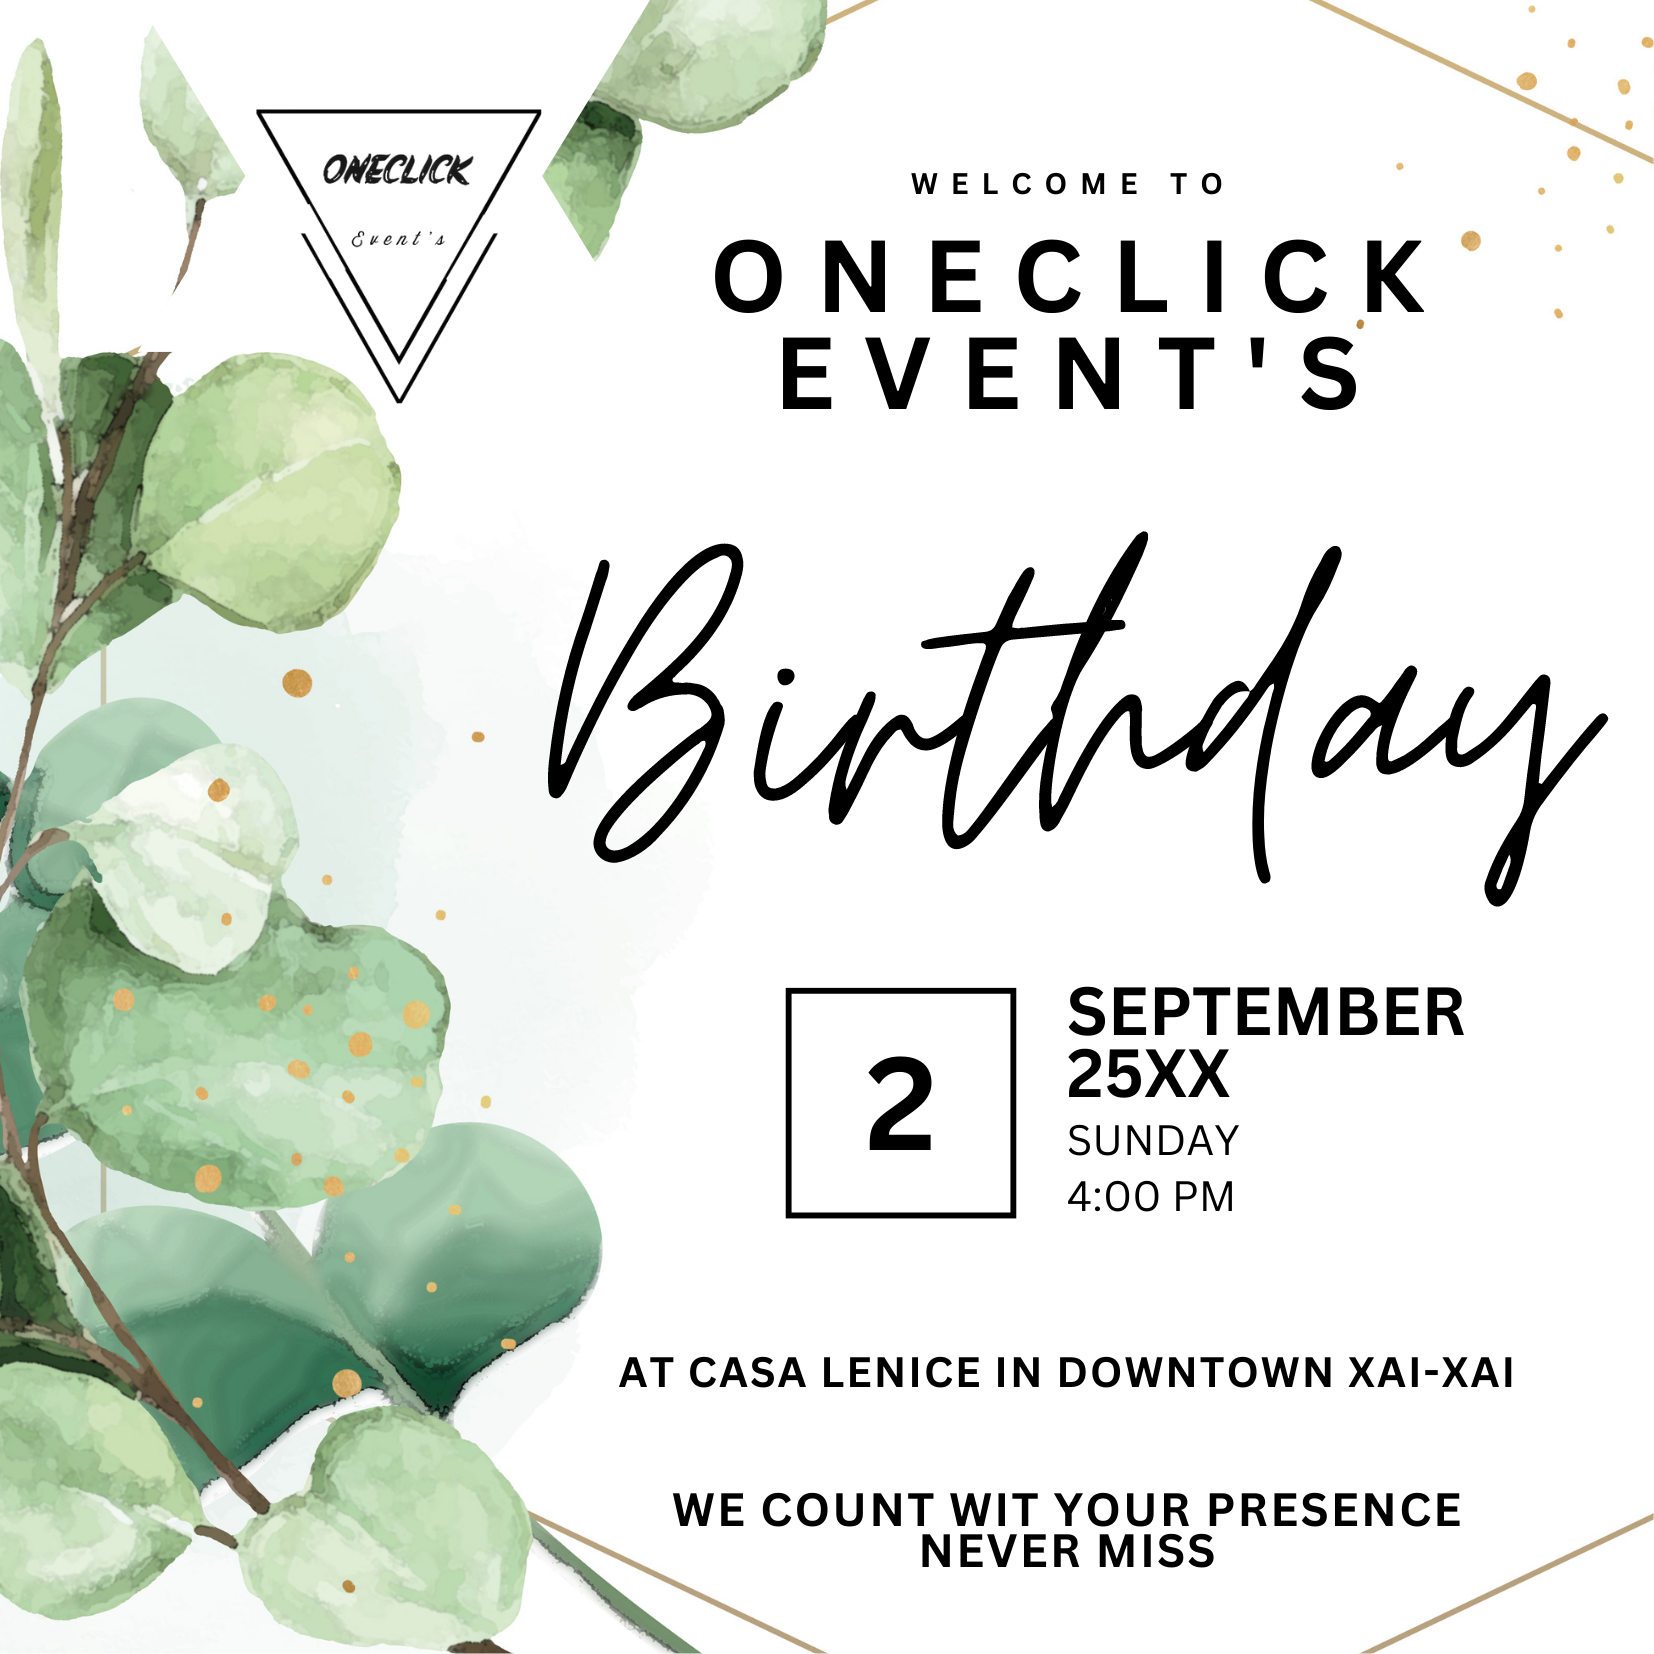 ONECLICK
Event's
WELCOME TO
ONECLICK
EVENT'S
Birthday
2
SEPTEMBER
25XX
SUNDAY
4:00 PM
AT CASA LENICE IN DOWNTOWN XAI-XAI
WE COUNT WIT YOUR PRESENCE
NEVER MISS